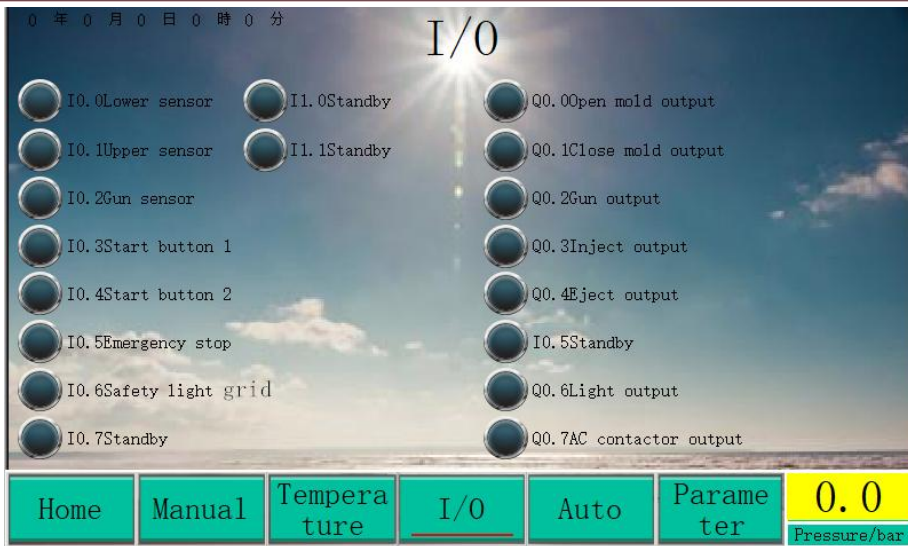 0 年 0 月 0 日 0 時 0 分
I/O
I0.0Lower sensor
I1.0Standby
Q0.0Open mold output
I0.1Upper sensor
I1.1Standby
Q0.1Close mold output
I0.2Gun sensor
Q0.2Gun output
I0.3Start button 1
Q0.3Inject output
I0.4Start button 2
Q0.4Eject output
I0.5Emergency stop
I0.5Standby
I0.6Safety light grid
Q0.6Light output
I0.7Standby
Q0.7AC contactor output
Home
Manual
Tempera
ture
I/O
Auto
Parame
ter
0.0
Pressure/bar